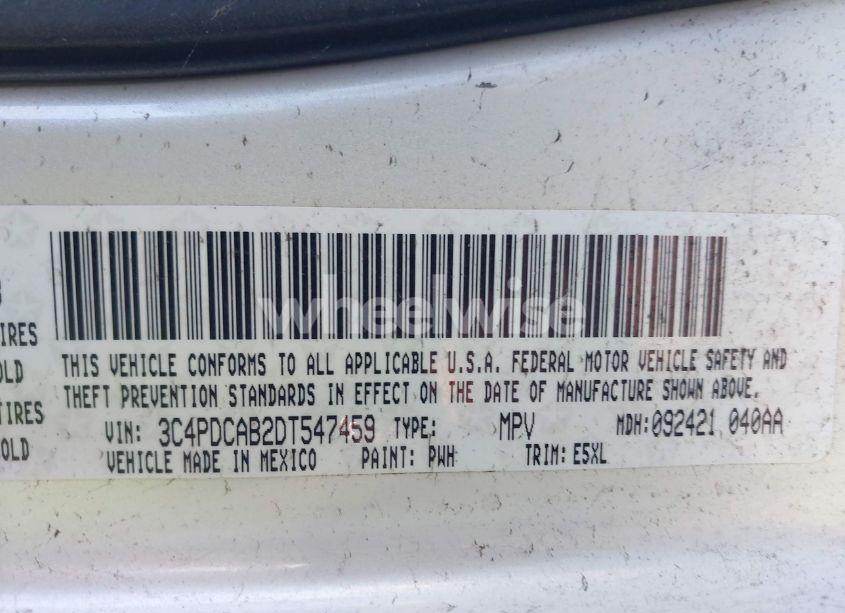 IRES
OLD
TIRES
OLD
wheelwise
THIS VEHICLE CONFORMS TO ALL APPLICABLE U.S.A. FEDERAL MOTOR VEHICLE SAFETY AND
THEFT PREVENTION STANDARDS IN EFFECT ON THE DATE OF MANUFACTURE SHOWN ABOVE.
VIN: 3C4PDCAB2DT547459 TYPE: MPV MDH:092421 040AA
VEHICLE MADE IN MEXICO PAINT: PWH TRIM: E5XL